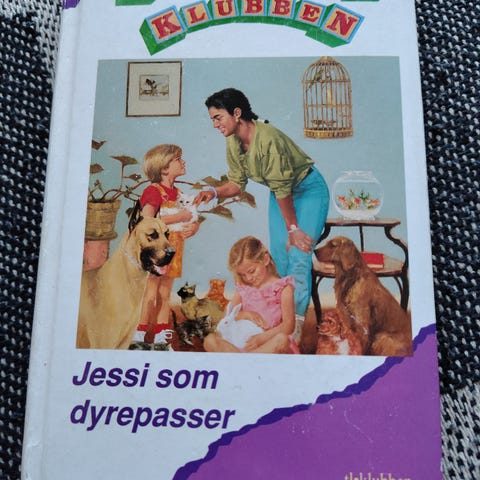 KLUBBEN
Jessi som
dyrepasser